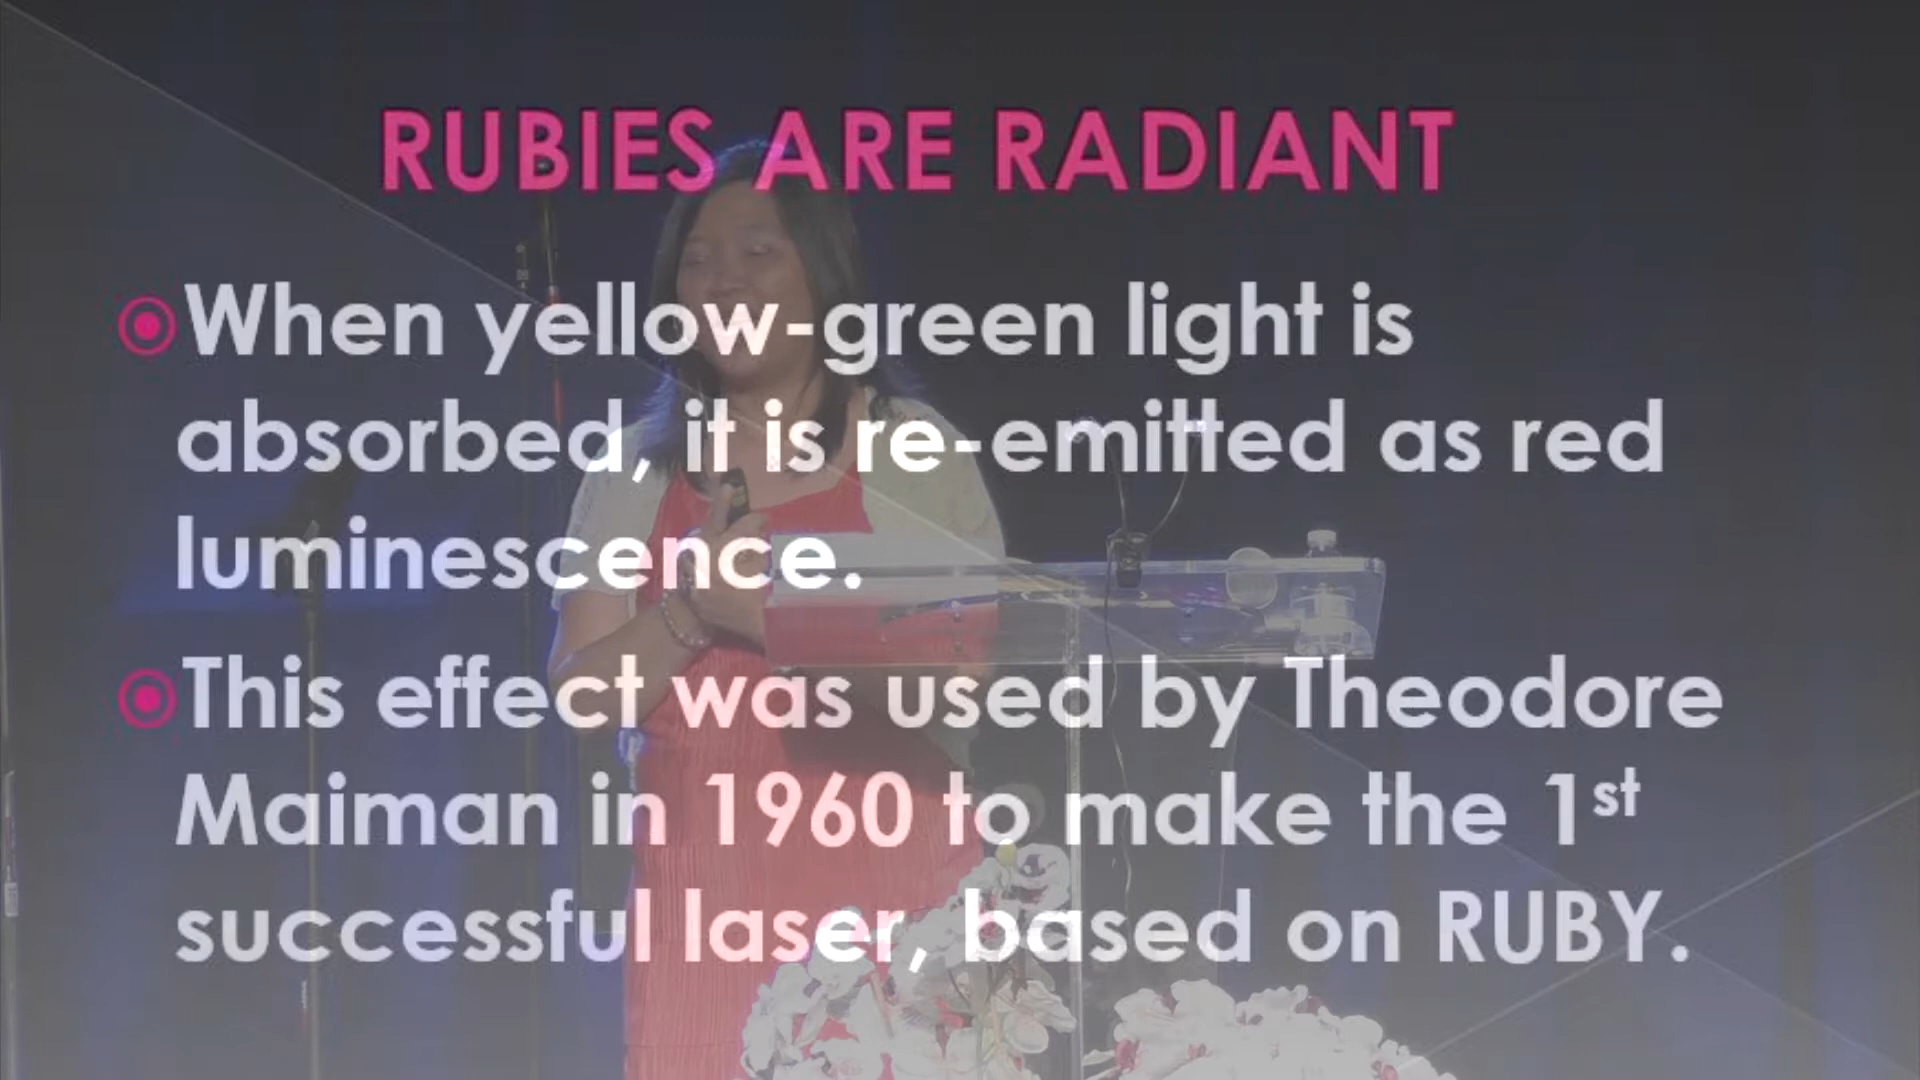 RUBIES ARE RADIANT
When yellow-green light is
absorbed, it is re-emitted as red
luminescence.
This effect was used by Theodore
Maiman in 1960 to make the 1st
successful laser, based on RUBY.